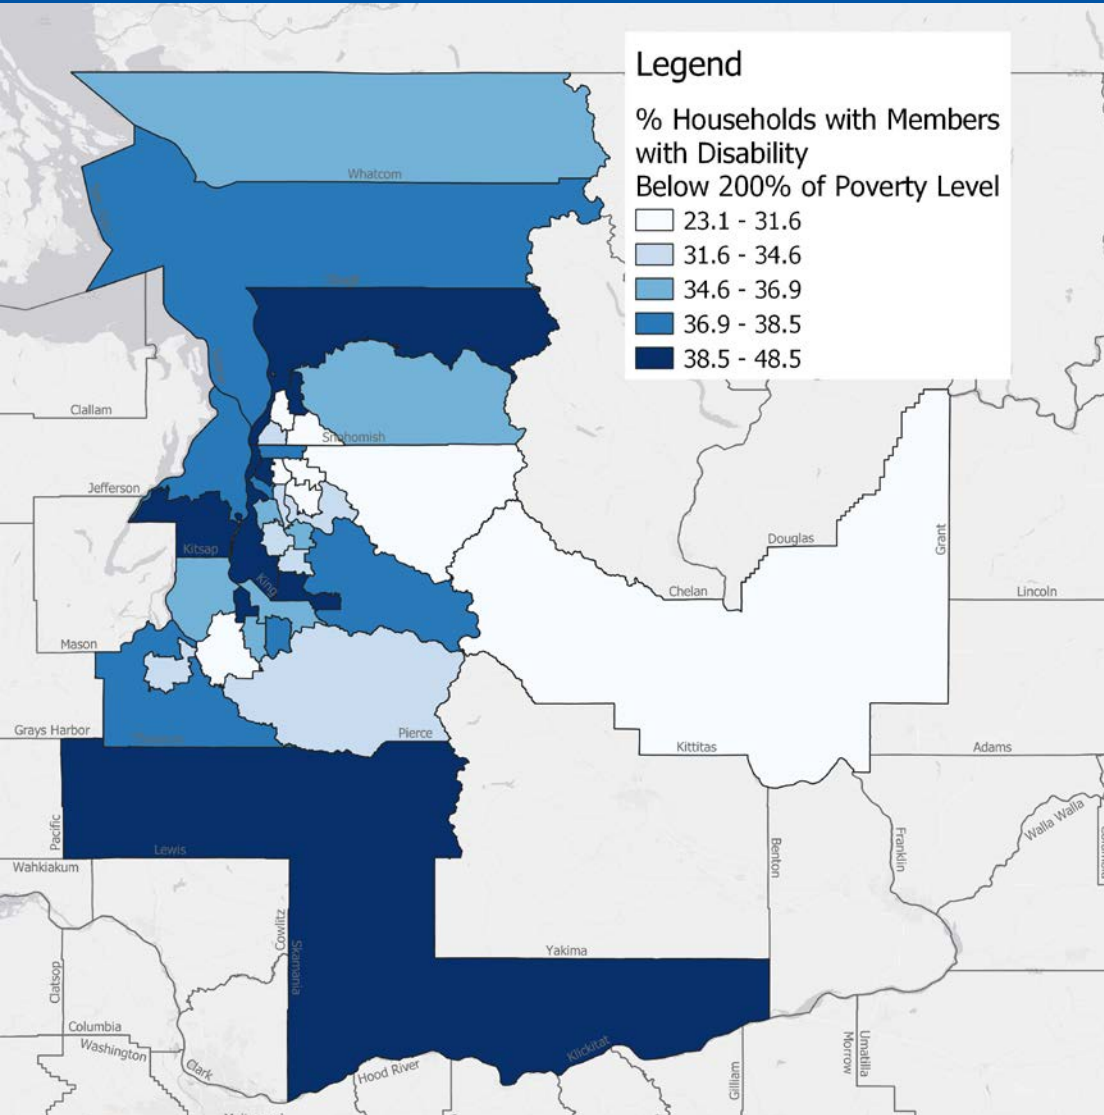 Legend
% Households with Members
with Disability
Below 200% of Poverty Level
23.1 - 31.6
31.6 - 34.6
34.6 - 36.9
36.9 - 38.5
38.5 - 48.5
Whatcom
Clallam
Snohomish
Jefferson
Kitsap
Douglas
Grant
King
Chelan
Lincoln
Mason
Grays Harbor
Pierce
Kittitas
Adams
Pacific
Lewis
Wahkiakum
Benton
Franklin
Walla Walla
Cowlitz
Skamania
Yakima
Clatsop
Columbia
Washington
Clark
Hood River
Klickitat
Gilliam
Morrow
Umatilla